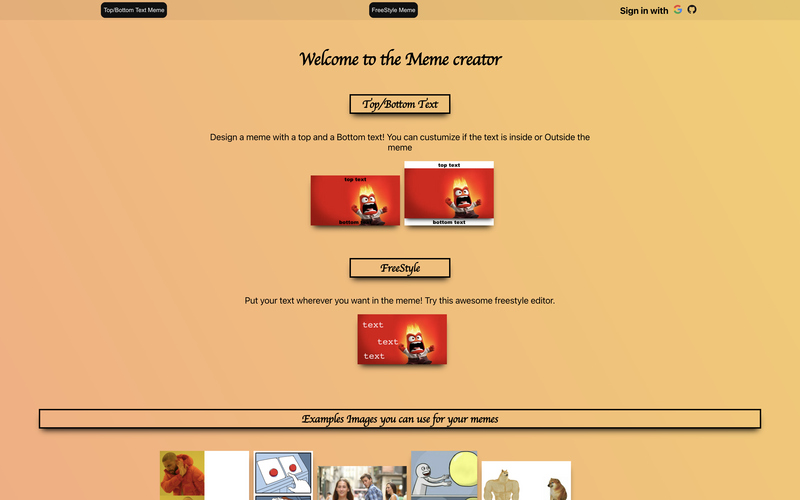 Top/Bottom Text Meme
FreeStyle Meme
Sign in with
Welcome to the Meme creator
Top/Bottom Text
Design a meme with a top and a Bottom text! You can custumize if the text is inside or Outside the
meme
top text
bottom
top text
bottom text
FreeStyle
Put your text wherever you want in the meme! Try this awesome freestyle editor.
text
text
text
Examples Images you can use for your memes